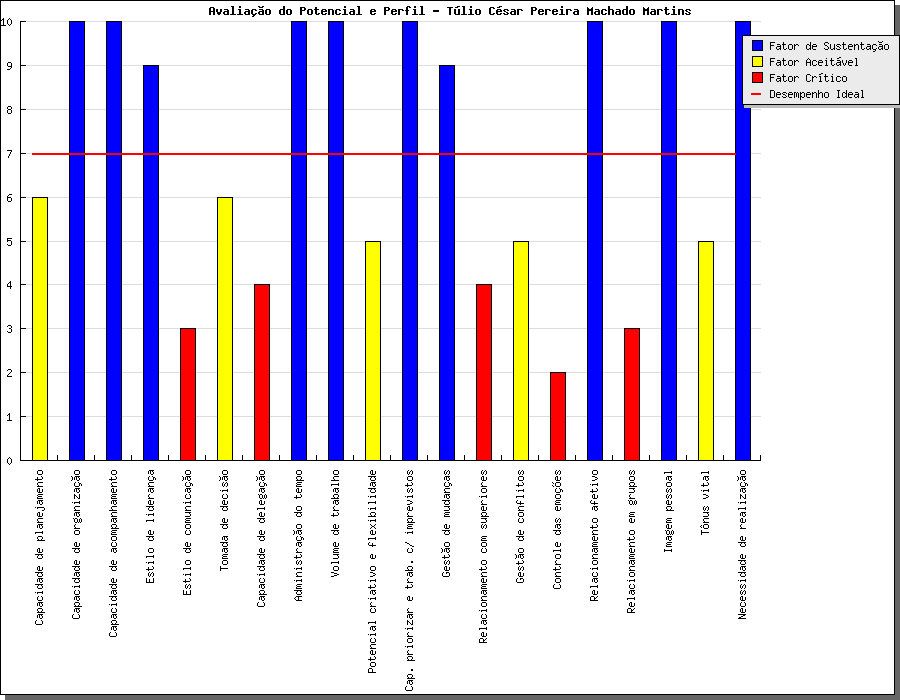 Avaliação do Potencial e Perfil - Túlio César Pereira Machado Martins
10
9
8
7
6
5
4
3
2
1
0
Fator de Sustentação
Fator Aceitável
Fator Crítico
Desempenho Ideal
Capacidade de planejamento
Capacidade de organização
Capacidade de acompanhamento
Estilo de liderança
Estilo de comunicação
Tomada de decisão
Capacidade de delegação
Administração do tempo
Volume de trabalho
Potencial criativo e flexibilidade
Cap. priorizar e trab. c/ imprevistos
Gestão de mudanças
Relacionamento com superiores
Gestão de conflitos
Controle das emoções
Relacionamento afetivo
Relacionamento em grupos
Imagem pessoal
Tônus vital
Necessidade de realização